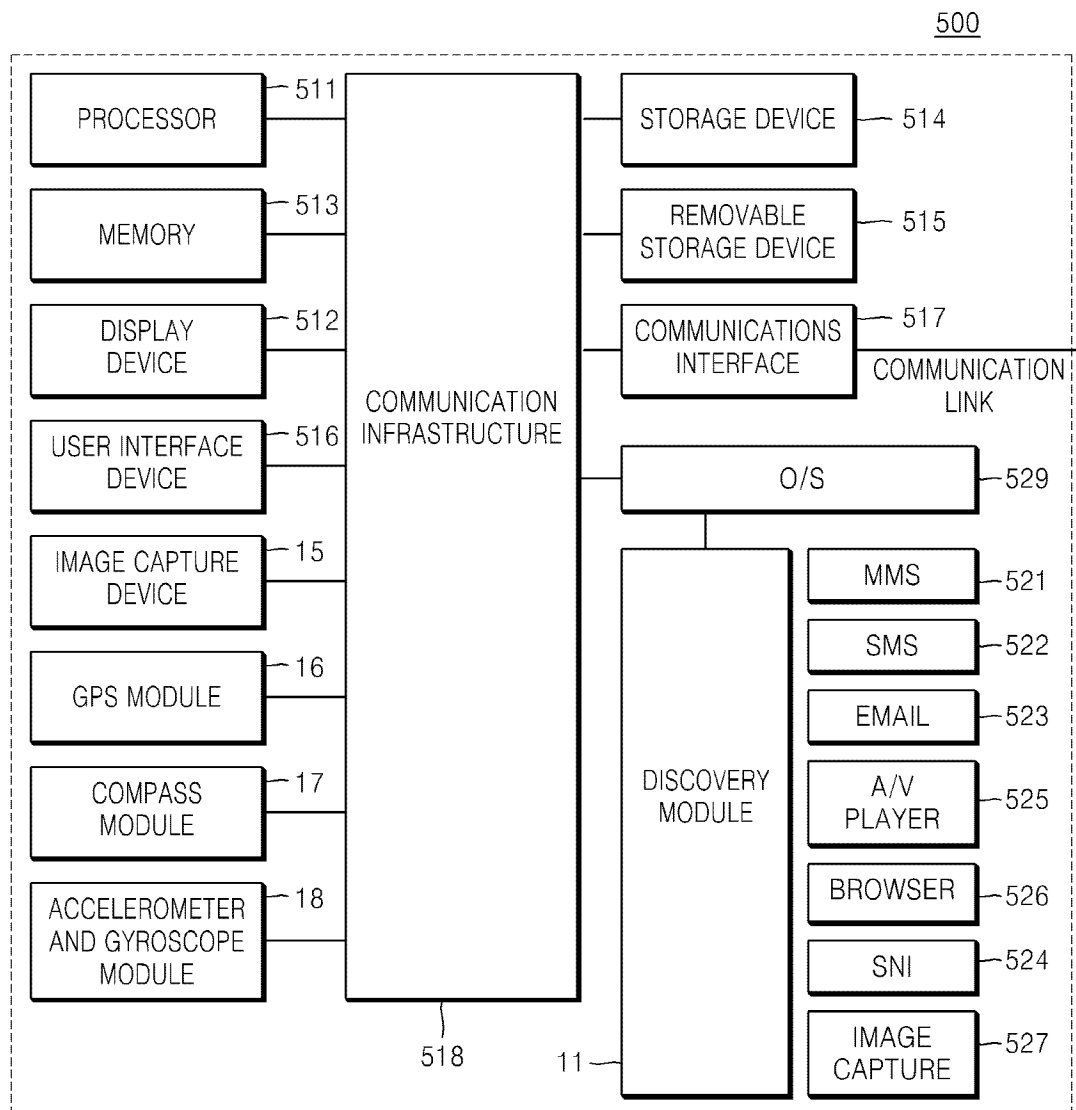 500
PROCESSOR
511
MEMORY
513
DISPLAY
DEVICE
512
USER INTERFACE
DEVICE
516
IMAGE CAPTURE
DEVICE
15
GPS MODULE
16
COMPASS
MODULE
17
ACCELEROMETER
AND GYROSCOPE
MODULE
18
COMMUNICATION
INFRASTRUCTURE
518
STORAGE DEVICE
514
REMOVABLE
STORAGE DEVICE
515
COMMUNICATIONS
INTERFACE
517
COMMUNICATION
LINK
O/S
529
DISCOVERY
MODULE
11
MMS
521
SMS
522
EMAIL
523
A/V
PLAYER
525
BROWSER
526
SNI
524
IMAGE
CAPTURE
527